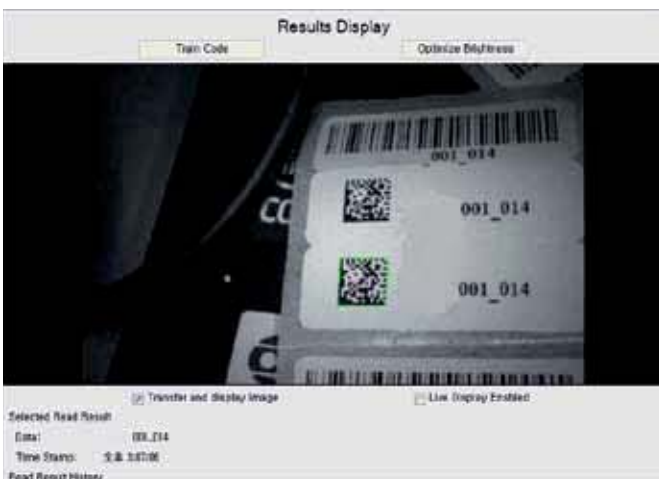 Results Display
Train Code Optimize Brightness
_001_014
001_014
001_014
Transfer and display image Live Display Enabled
Selected Read Result
Data: 001_014
Time Stamp:
Read Result History